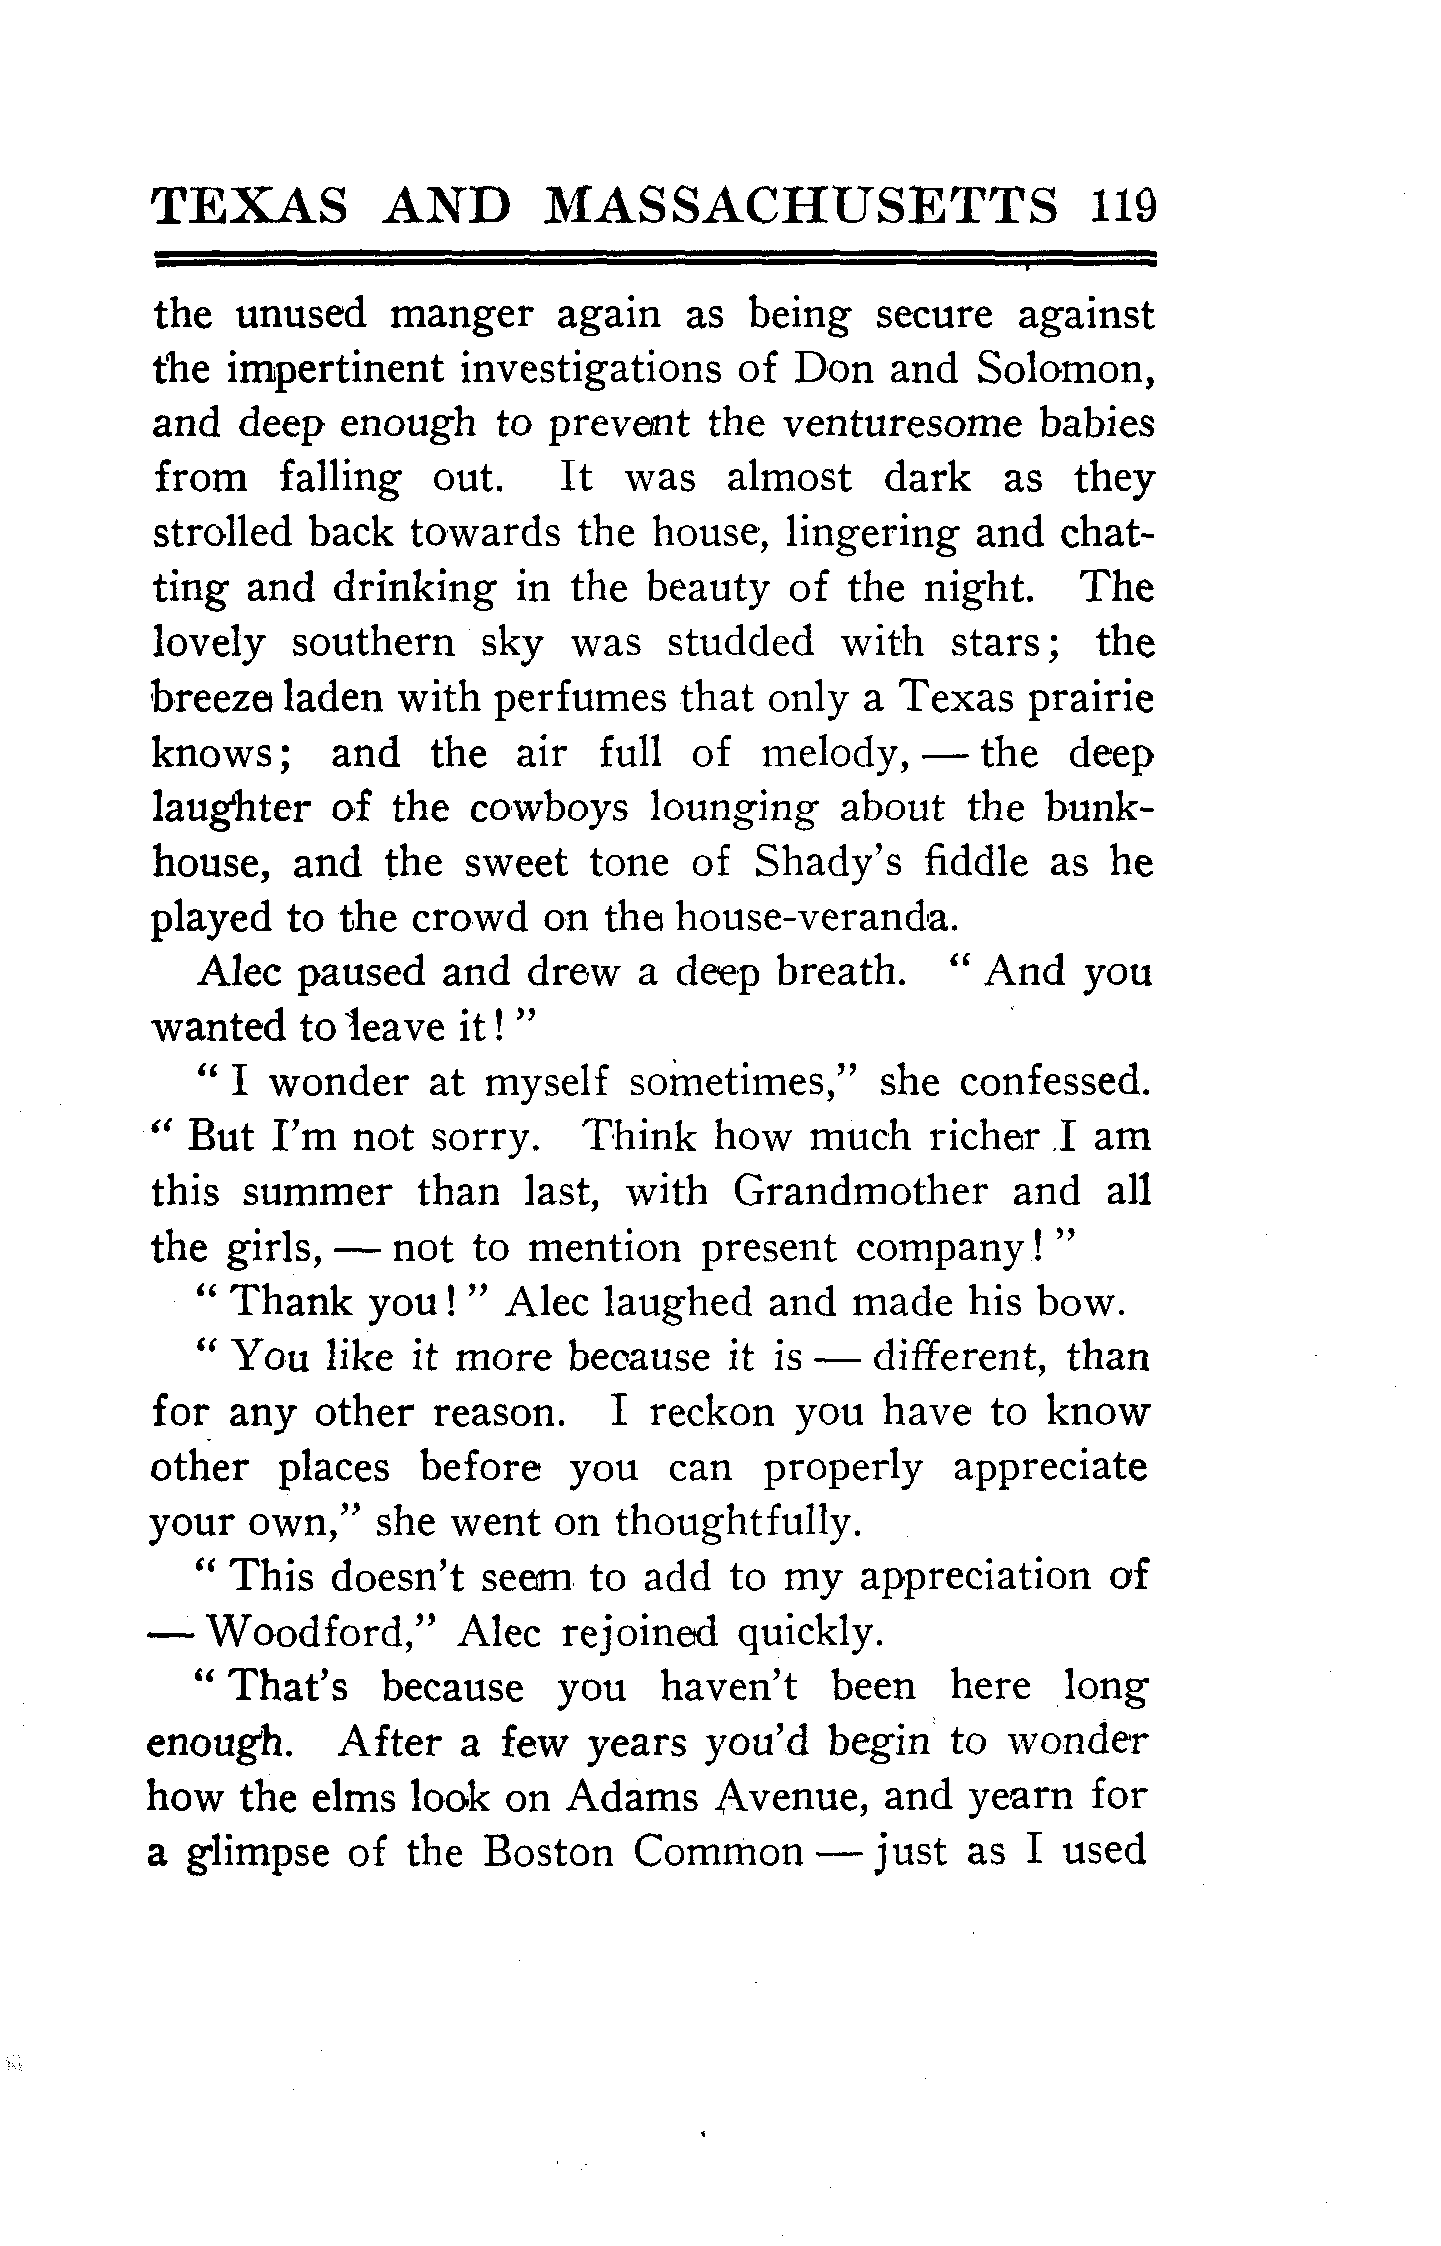 TEXAS AND MASSACHUSETTS 119
the unused manger again as being secure against
the impertinent investigations of Don and Solomon,
and deep enough to prevent the venturesome babies
from falling out. It was almost dark as they
strolled back towards the house, lingering and chat-
ting and drinking in the beauty of the night. The
lovely southern sky was studded with stars; the
breeze laden with perfumes that only a Texas prairie
knows; and the air full of melody, — the deep
laughter of the cowboys lounging about the bunk-
house, and the sweet tone of Shady's fiddle as he
played to the crowd on the house-veranda.
Alec paused and drew a deep breath. " And you
wanted to leave it! "
" I wonder at myself sometimes," she confessed.
" But I'm not sorry. Think how much richer I am
this summer than last, with Grandmother and all
the girls, — not to mention present company! "
" Thank you! " Alec laughed and made his bow.
" You like it more because it is — different, than
for any other reason. I reckon you have to know
other places before you can properly appreciate
your own," she went on thoughtfully.
" This doesn't seem to add to my appreciation of
— Woodford," Alec rejoined quickly.
" That's because you haven't been here long
enough. After a few years you'd begin to wonder
how the elms look on Adams Avenue, and yearn for
a glimpse of the Boston Common — just as I used